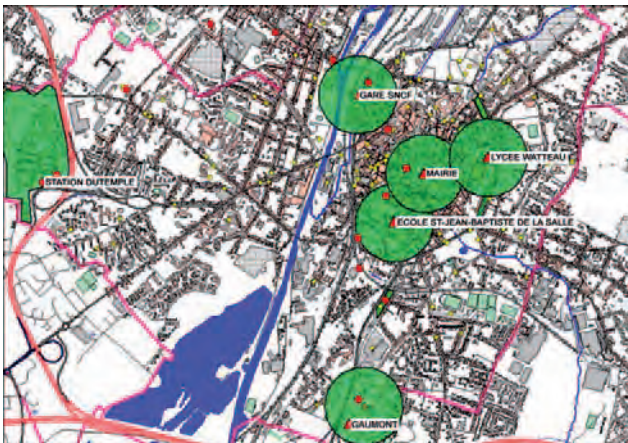 GARE SNCF
LYCEE WATTEAU
MAIRIE
STATION DUTEMPLE
ECOLE ST-JEAN-BAPTISTE DE LA SALLE
GAUMONT